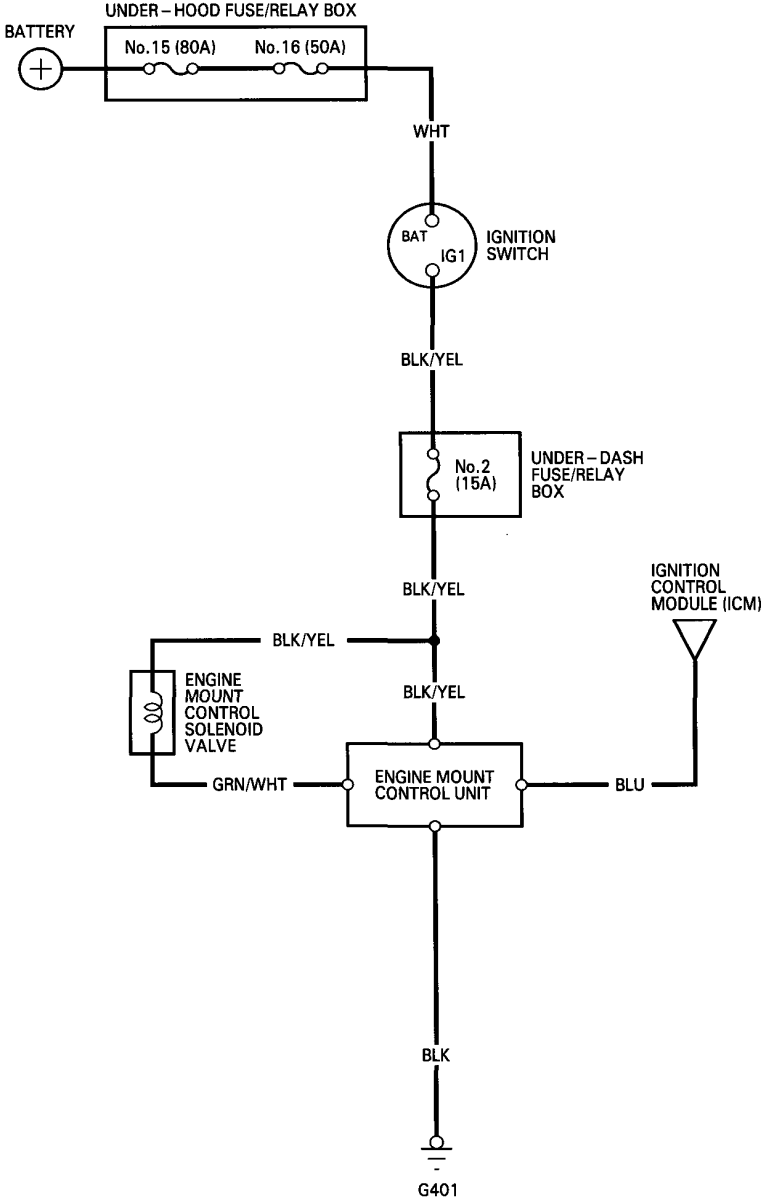 UNDER–HOOD FUSE/RELAY BOX
BATTERY
No.15 (80A)
No.16 (50A)
+
WHT
BAT
IG1
IGNITION
SWITCH
BLK/YEL
No.2
(15A)
UNDER–DASH
FUSE/RELAY
BOX
BLK/YEL
IGNITION
CONTROL
MODULE (ICM)
BLK/YEL
BLK/YEL
ENGINE
MOUNT
CONTROL
SOLENOID
VALVE
GRN/WHT
ENGINE MOUNT
CONTROL UNIT
BLU
BLK
G401